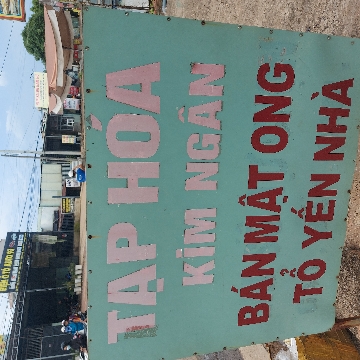 TẠP HÓA
KIM NGÂN
BÁN MẬT ONG
TỔ YẾN NHÀ